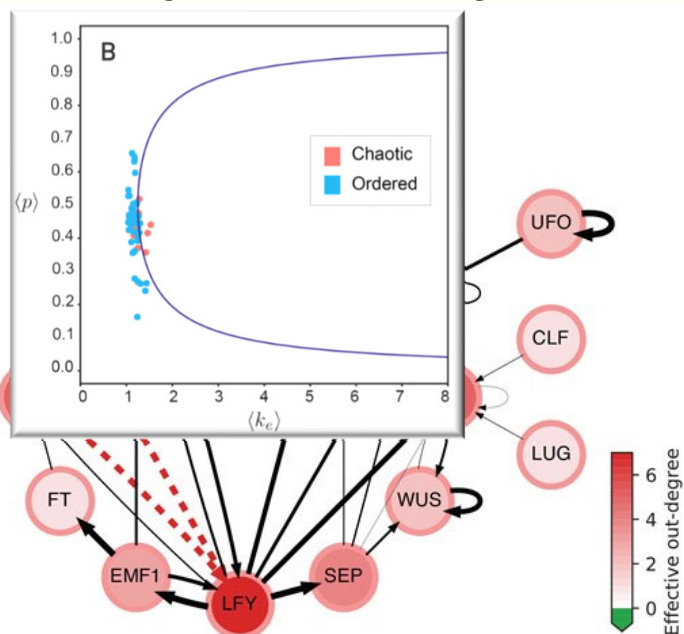 B
1.0
0.9
0.8
0.7
0.6
0.5
0.4
0.3
0.2
0.1
0.0
⟨p⟩
Chaotic
Ordered
0 1 2 3 4 5 6 7 8
⟨k_e⟩
UFO
CLF
LUG
FT
WUS
EMF1
SEP
LFY
6
4
2
0
Effective out-degree